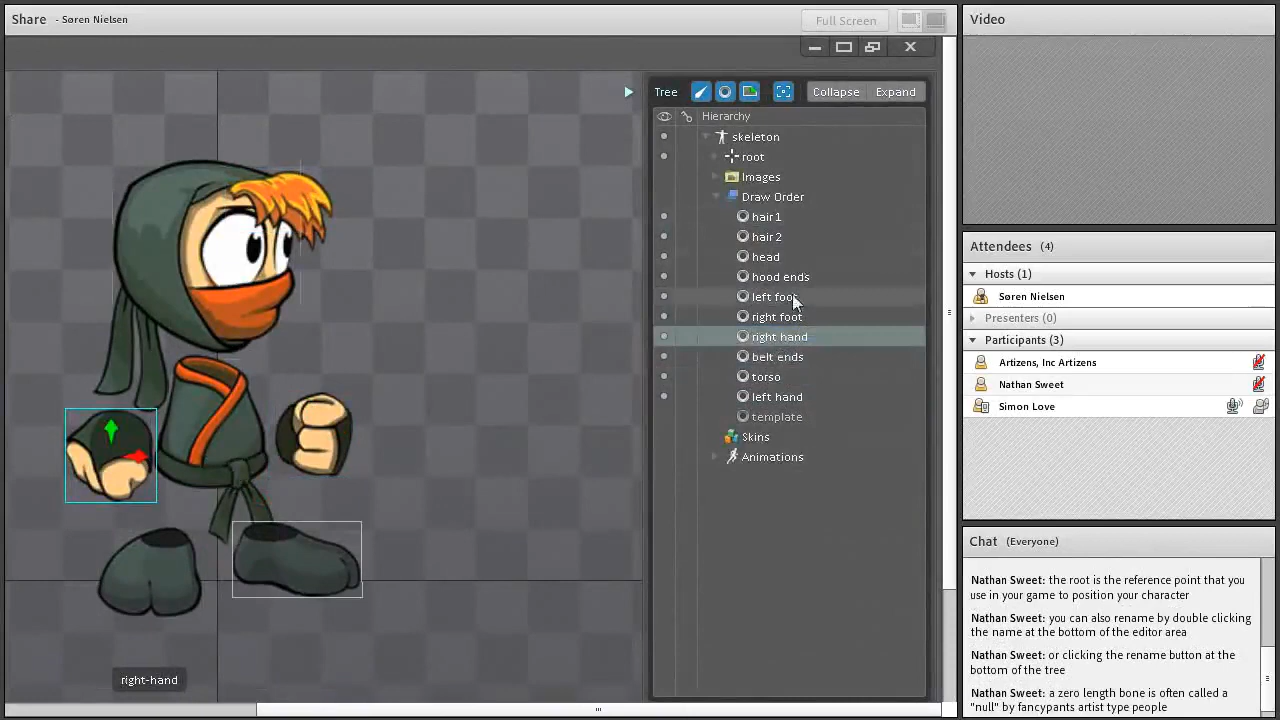 Share - Søren Nielsen
Full Screen
Tree
Collapse
Expand
Hierarchy
skeleton
root
Images
Draw Order
hair1
hair2
head
hood ends
left foot
right foot
right hand
belt ends
torso
left hand
template
Skins
Animations
right-hand
Video
Attendees (4)
Hosts (1)
Søren Nielsen
Presenters (0)
Participants (3)
Artizens, Inc Artizens
Nathan Sweet
Simon Love
Chat (Everyone)
Nathan Sweet: the root is the reference point that you
use in your game to position your character
Nathan Sweet: you can also rename by double clicking
the name at the bottom of the editor area
Nathan Sweet: or clicking the rename button at the
bottom of the tree
Nathan Sweet: a zero length bone is often called a
"null" by fancypants artist type people